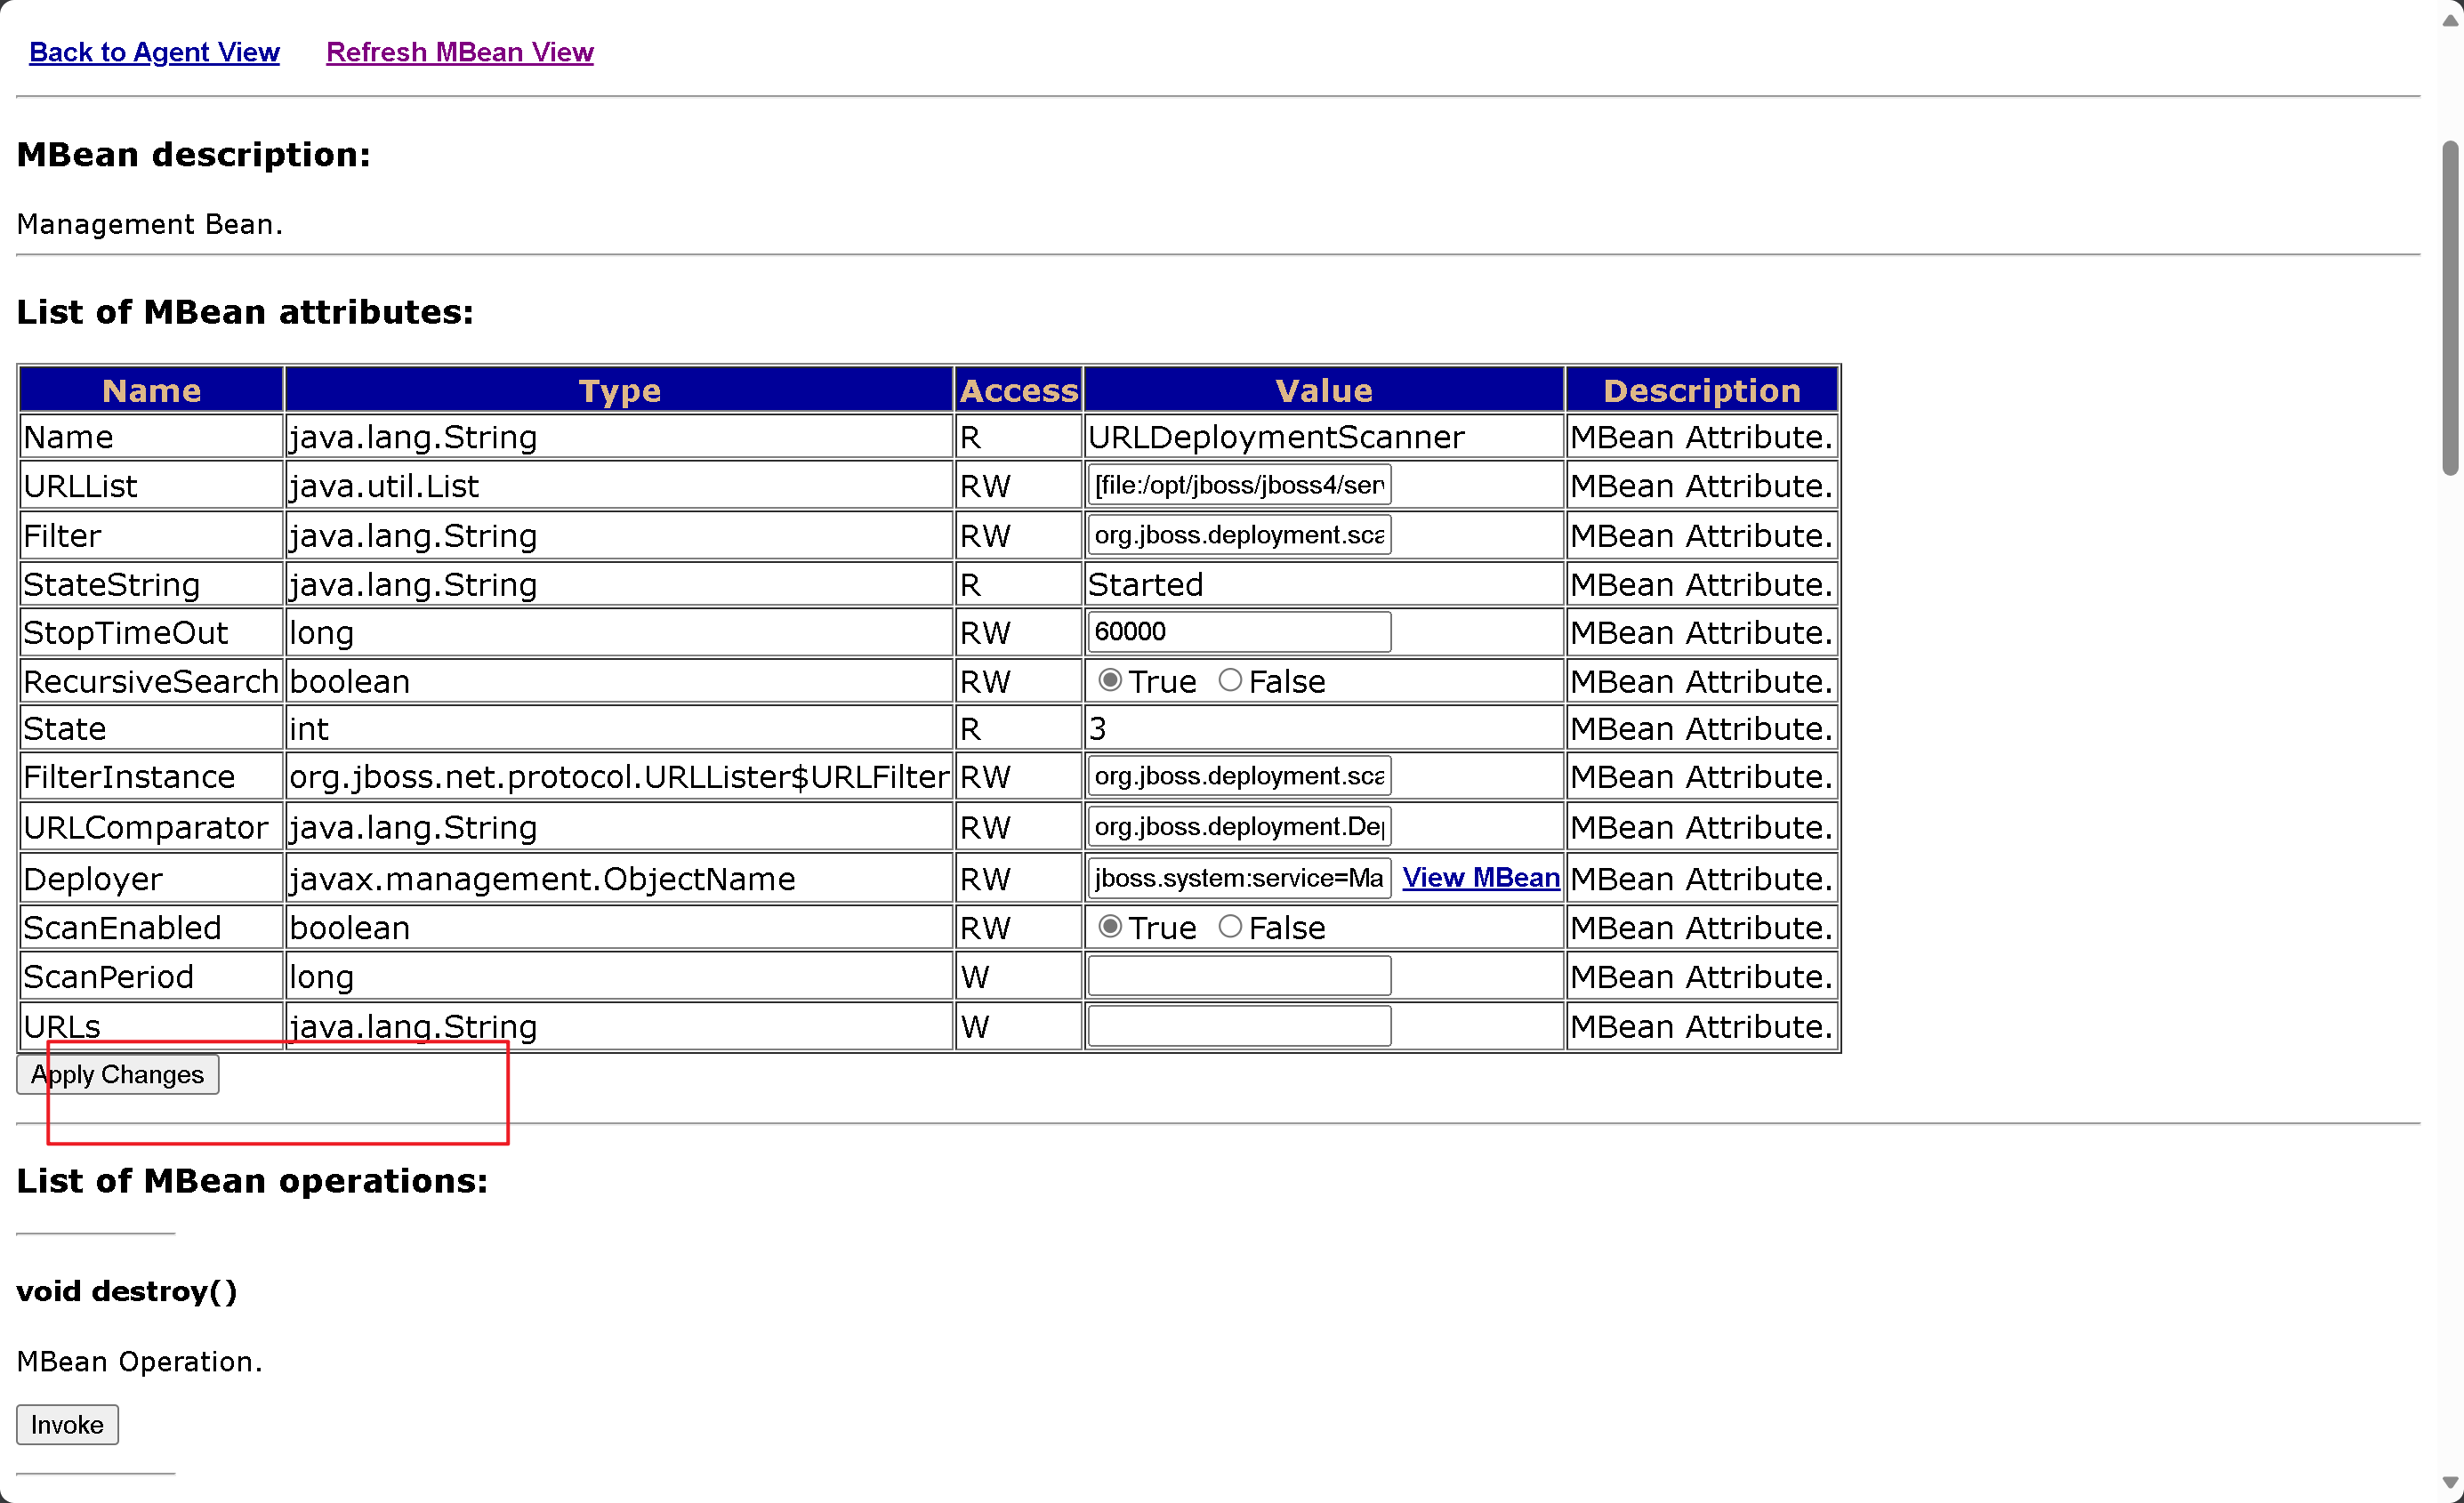 Back to Agent View Refresh MBean View
MBean description:
Management Bean.
List of MBean attributes:
Name Type Access Value Description
Name java.lang.String R URLDeploymentScanner MBean Attribute.
URLList java.util.List RW [file:/opt/jboss/jboss4/ser MBean Attribute.
Filter java.lang.String RW org.jboss.deployment.sca MBean Attribute.
StateString java.lang.String R Started MBean Attribute.
StopTimeOut long RW 60000 MBean Attribute.
RecursiveSearch boolean RW True False MBean Attribute.
State int R 3 MBean Attribute.
FilterInstance org.jboss.net.protocol.URLLister$URLFilter RW org.jboss.deployment.sca MBean Attribute.
URLComparator java.lang.String RW org.jboss.deployment.De MBean Attribute.
Deployer javax.management.ObjectName RW jboss.system:service=Ma View MBean MBean Attribute.
ScanEnabled boolean RW True False MBean Attribute.
ScanPeriod long W MBean Attribute.
URLs java.lang.String W MBean Attribute.
Apply Changes
List of MBean operations:
void destroy()
MBean Operation.
Invoke